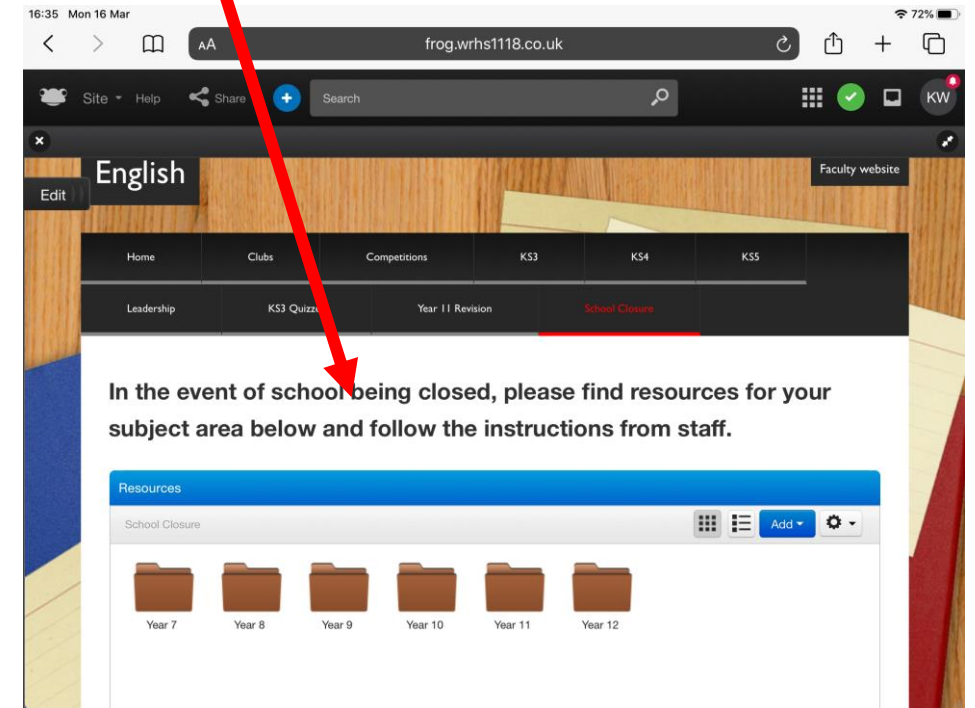 16:35 Mon 16 Mar
72%
AA
frog.wrhs1118.co.uk
Site
Help
Share
Search
KW
English
Faculty website
Edit
Home
Clubs
Competitions
KS3
KS4
KS5
Leadership
KS3
Year 11 Revision
School Closure
In the event of school being closed, please find resources for your
subject area below and follow the instructions from staff.
Resources
School Closure
Add
Year 7
Year 8
Year 9
Year 10
Year 11
Year 12